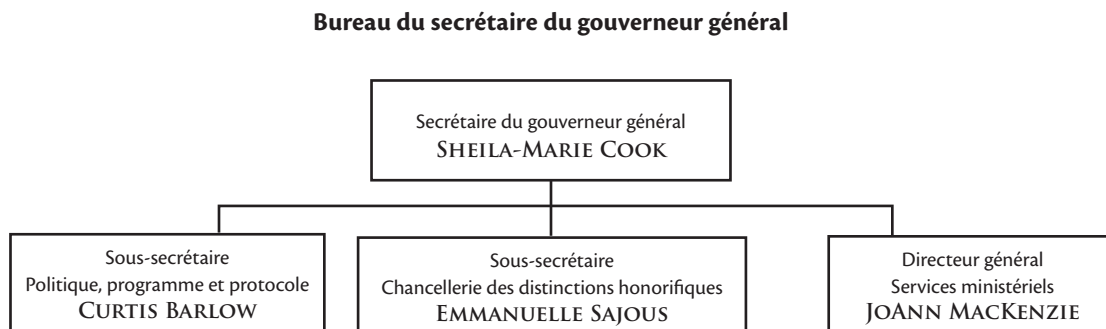 Bureau du secrétaire du gouverneur général
Secrétaire du gouverneur général
SHEILA-MARIE COOK
Sous-secrétaire
Politique, programme et protocole
CURTIS BARLOW
Sous-secrétaire
Chancellerie des distinctions honorifiques
EMMANUELLE SAJOUS
Directeur général
Services ministériels
JOANN MACKENZIE